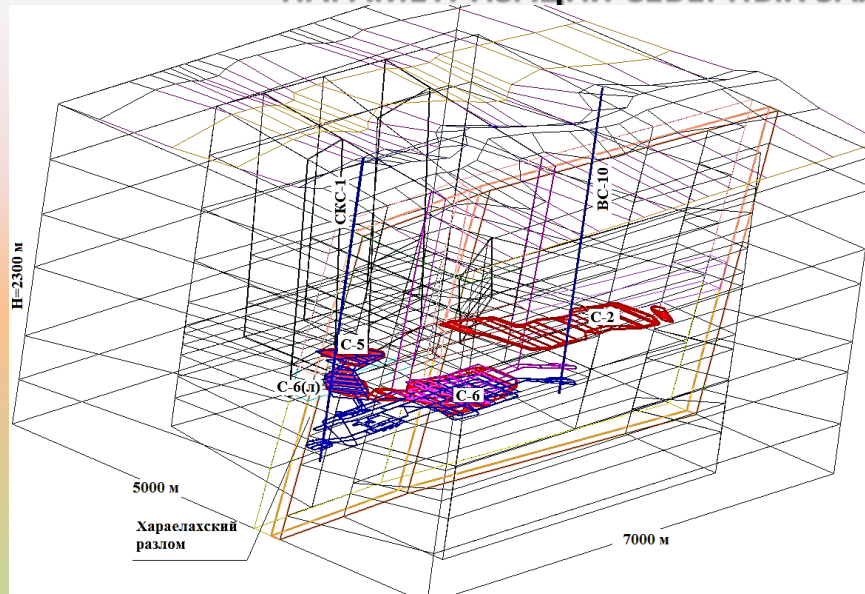 СКС-1
ВС-10
H=2300 м
С-2
С-5
С-6(л)
С-6
5000 м
Хараелахский
разлом
7000 м